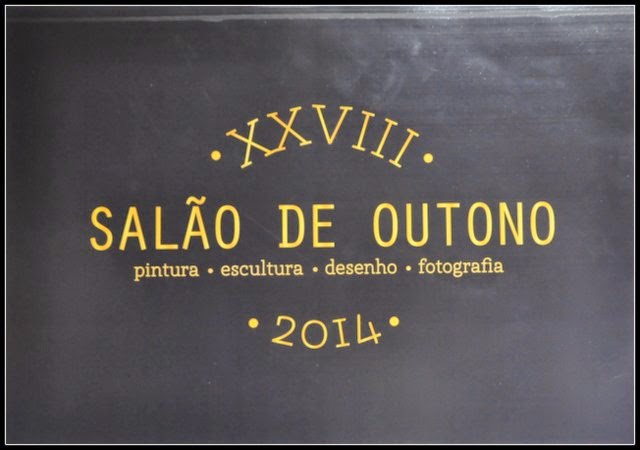 • XXVIII •
SALÃO DE OUTONO
pintura • escultura • desenho • fotografia
• 2014 •